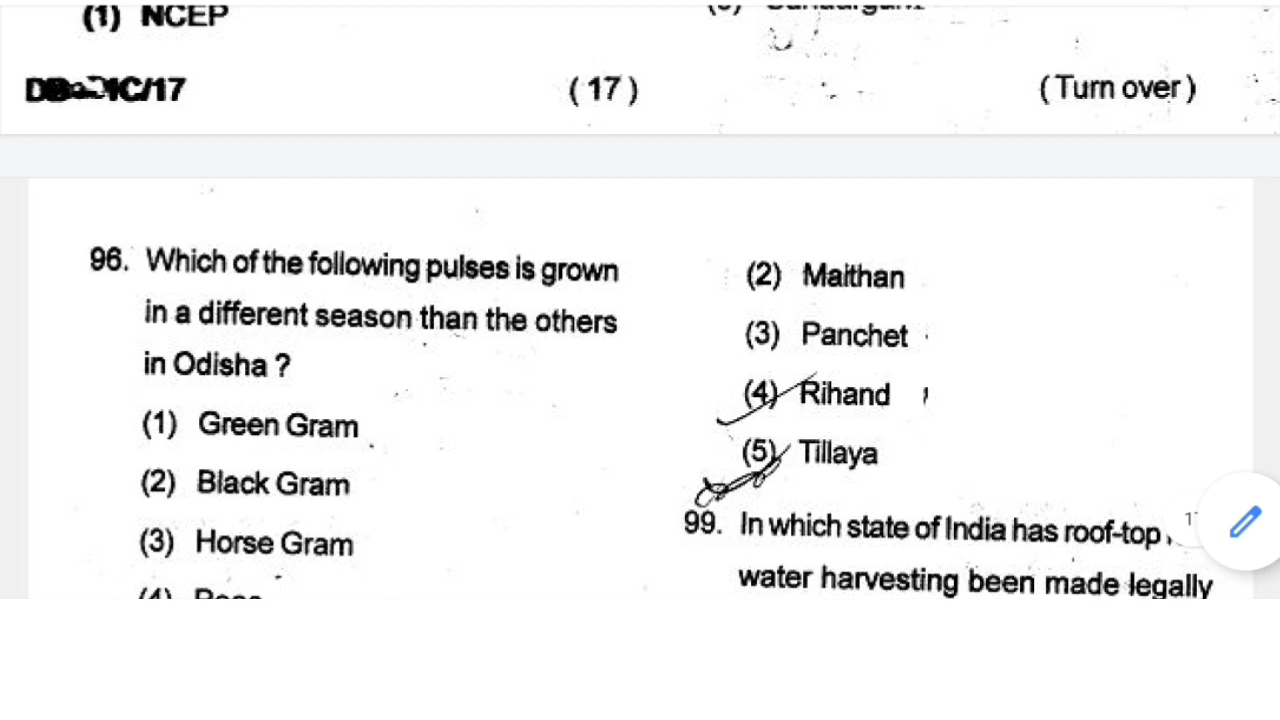 (1) NCEP
C/17
(17)
(Turn over)
96. Which of the following pulses is grown
in a different season than the others
in Odisha ?
(1) Green Gram
(2) Black Gram
(3) Horse Gram
(2) Maithan
(3) Panchet
(4) Rihand
(5) Tillaya
99. In which state of India has roof-top
water harvesting been made legally